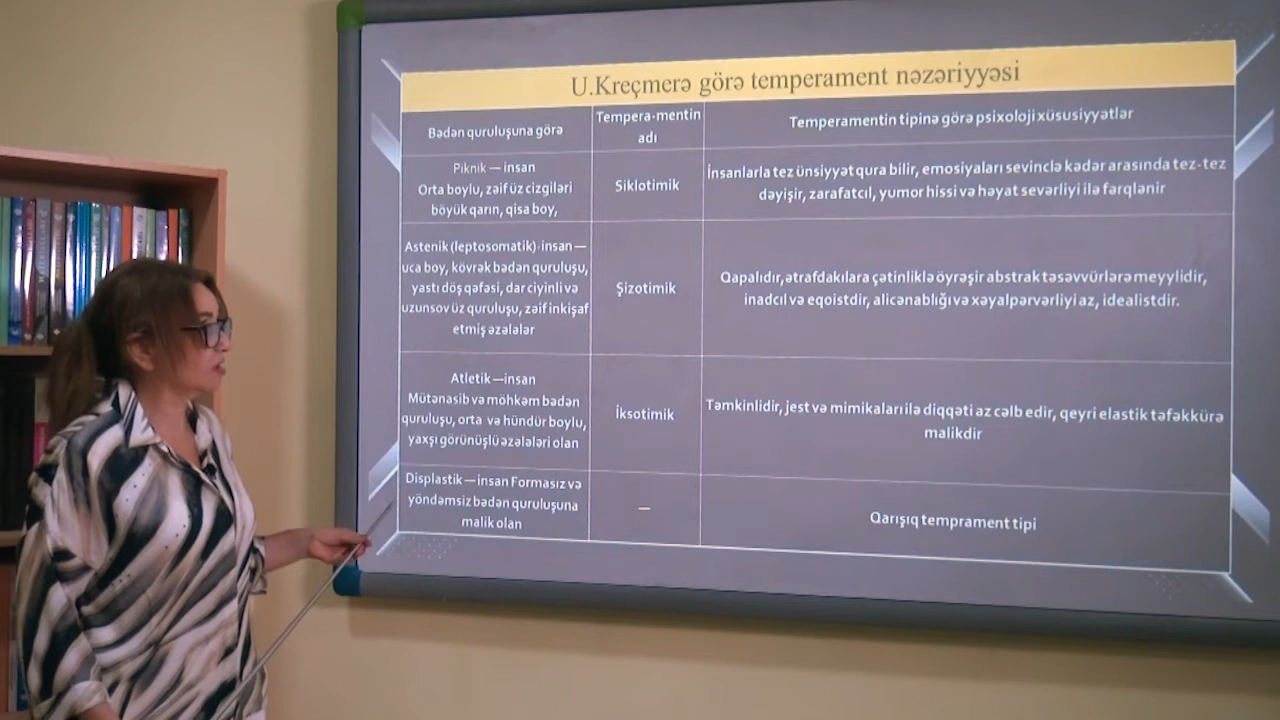 U.Kreçmerə görə temperament nəzəriyyəsi
Bədən quruluşuna görə
Tempera-mentin
adı
Temperamentin tipinə görə psixoloji xüsusiyyətlər
Piknik — insan
Orta boylu, zəif üz cizgiləri
böyük qarın, qisa boy,
Siklotimik
İnsanlarla tez ünsiyyət qura bilir, emosiyaları sevinclə kədər arasında tez-tez
dəyişir, zarafatcıl, yumor hissi və həyat sevərliyi ilə fərqlənir
Astenik (leptosomatik)-insan —
uca boy, kövrək bədən quruluşu,
yastı döş qəfəsi, dar çiyinli və
uzunsov üz quruluşu, zəif inkişaf
etmiş əzələlər
Şizotimik
Qapalıdır,ətrafdakılara çətinliklə öyrəşir abstrak təsəvvürlərə meyylidir,
inadcıl və eqoistdir, alicənablığı və xəyalpərvərliyi az, idealistdir.
Atletik —insan
Mütənasib və möhkəm bədən
quruluşu, orta və hündür boylu,
yaxşı görünüşlü əzələləri olan
İksotimik
Təmkinlidir, jest və mimikaları ilə diqqəti az cəlb edir, qeyri elastik təfəkkürə
malikdir
Displastik — insan Formasız və
yöndəmsiz bədən quruluşuna
malik olan
—
Qarışıq temprament tipi